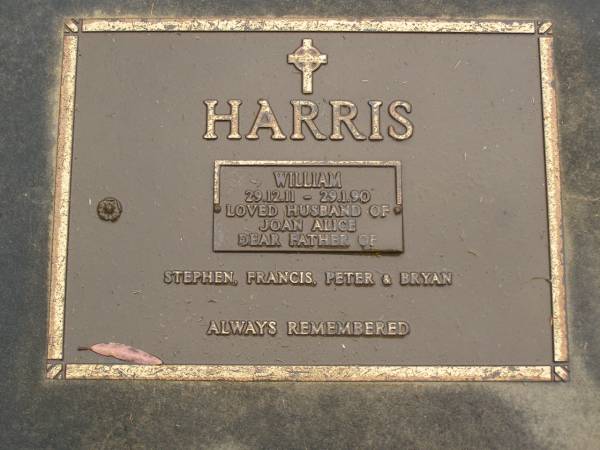 HARRIS
WILLIAM
29.12.11 - 29.1.90
LOVED HUSBAND OF
JOAN ALICE
DEAR FATHER OF
STEPHEN, FRANCIS, PETER & BRYAN
ALWAYS REMEMBERED